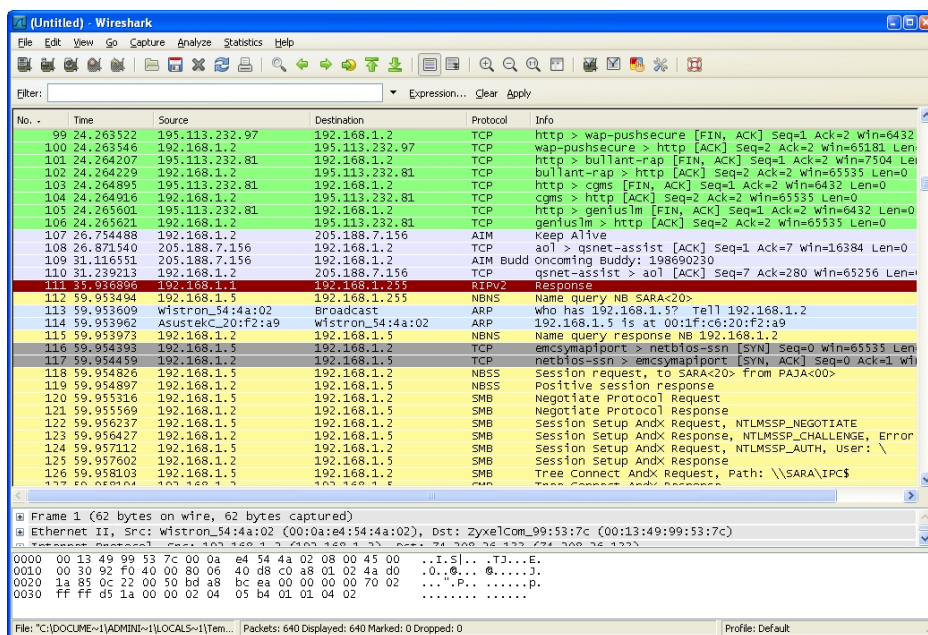 (Untitled) - Wireshark
File Edit View Go Capture Analyze Statistics Help
Filter: Expression... Clear Apply
No. - Time Source Destination Protocol Info
99 24.263522 195.113.232.97 192.168.1.2 TCP http > wap-pushsecure [FIN, ACK] Seq=1 Ack=2 Win=6432
100 24.263546 192.168.1.2 195.113.232.97 TCP wap-pushsecure > http [ACK] Seq=2 Ack=2 Win=65181 Len
101 24.264207 195.113.232.81 192.168.1.2 TCP http > bullant-rap [FIN, ACK] Seq=1 Ack=2 Win=7504 Le
102 24.264229 192.168.1.2 195.113.232.81 TCP bullant-rap > http [ACK] Seq=2 Ack=2 Win=65535 Len=0
103 24.264895 195.113.232.81 192.168.1.2 TCP http > cgms [FIN, ACK] Seq=1 Ack=2 Win=6432 Len=0
104 24.264916 192.168.1.2 195.113.232.81 TCP cgms > http [ACK] Seq=2 Ack=2 Win=65535 Len=0
105 24.265601 195.113.232.81 192.168.1.2 TCP http > geniuslm [FIN, ACK] Seq=1 Ack=2 Win=6432 Len=0
106 24.265621 192.168.1.2 195.113.232.81 TCP geniuslm > http [ACK] Seq=2 Ack=2 Win=65535 Len=0
107 26.754488 192.168.1.2 205.188.7.156 AIM Keep Alive
108 26.871540 205.188.7.156 192.168.1.2 TCP aol > qsnet-assist [ACK] Seq=1 Ack=7 Win=16384 Len=0
109 31.116551 205.188.7.156 192.168.1.2 AIM Budd Oncoming Buddy: 198690230
110 31.239213 192.168.1.2 205.188.7.156 TCP qsnet-assist > aol [ACK] Seq=7 Ack=280 Win=65256 Len=
111 35.936896 192.168.1.1 192.168.1.255 RIPv2 Response
112 59.953494 192.168.1.5 192.168.1.255 NBNS Name query NB SARA<20>
113 59.953609 Wistron_54:4a:02 Broadcast ARP Who has 192.168.1.5? Tell 192.168.1.2
114 59.953962 AsustekC_20:f2:a9 Wistron_54:4a:02 ARP 192.168.1.5 is at 00:1f:c6:20:f2:a9
115 59.953973 192.168.1.2 192.168.1.5 NBNS Name query response NB 192.168.1.2
116 59.954393 192.168.1.5 192.168.1.2 TCP emcsymapiport > netbios-ssn [SYN] Seq=0 Win=65535 Len
117 59.954459 192.168.1.2 192.168.1.5 TCP netbios-ssn > emcsymapiport [SYN, ACK] Seq=0 Ack=1 Wi
118 59.954826 192.168.1.5 192.168.1.2 NBSS Session request, to SARA<20> from PAJA<00>
119 59.954897 192.168.1.2 192.168.1.5 NBSS Positive session response
120 59.955316 192.168.1.5 192.168.1.2 SMB Negotiate Protocol Request
121 59.955569 192.168.1.2 192.168.1.5 SMB Negotiate Protocol Response
122 59.956237 192.168.1.5 192.168.1.2 SMB Session Setup AndX Request, NTLMSSP_NEGOTIATE
123 59.956427 192.168.1.2 192.168.1.5 SMB Session Setup AndX Response, NTLMSSP_CHALLENGE, Error
124 59.957112 192.168.1.5 192.168.1.2 SMB Session Setup AndX Request, NTLMSSP_AUTH, User: \
125 59.957602 192.168.1.2 192.168.1.5 SMB Session Setup AndX Response
126 59.958103 192.168.1.5 192.168.1.2 SMB Tree Connect AndX Request, Path: \\SARA\IPC$
Frame 1 (62 bytes on wire, 62 bytes captured)
Ethernet II, Src: Wistron_54:4a:02 (00:0a:e4:54:4a:02), Dst: ZyxelCom_99:53:7c (00:13:49:99:53:7c)
0000 00 13 49 99 53 7c 00 0a e4 54 4a 02 08 00 45 00 ..I.S|.. .TJ...E.
0010 00 30 92 f0 40 00 80 06 40 d8 c0 a8 01 02 4a d0 .0..@... @.....J.
0020 1a 85 0c 22 00 50 bd a8 bc ea 00 00 00 00 70 02 ...".P.. ......p.
0030 ff ff d5 1a 00 00 02 04 05 b4 01 01 04 02 ........ ......
File: "C:\DOCUME~1\ADMINI~1\LOCALS~1\Tem... Packets: 640 Displayed: 640 Marked: 0 Dropped: 0 Profile: Default